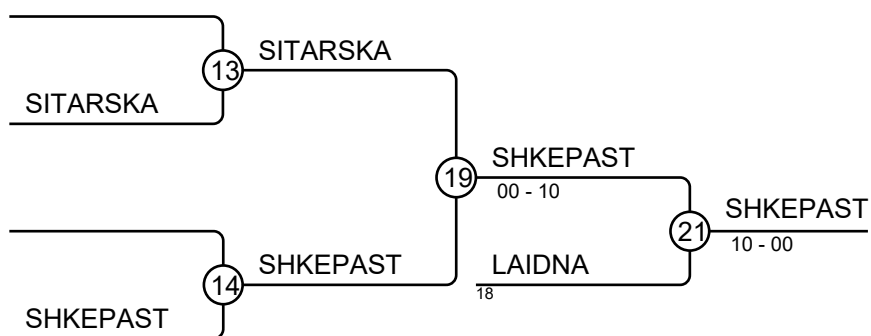 SITARSKA
13
SITARSKA
SHKEPAST
19
00 - 10
SHKEPAST
21
10 - 00
LAIDNA
18
SHKEPAST
14
SHKEPAST